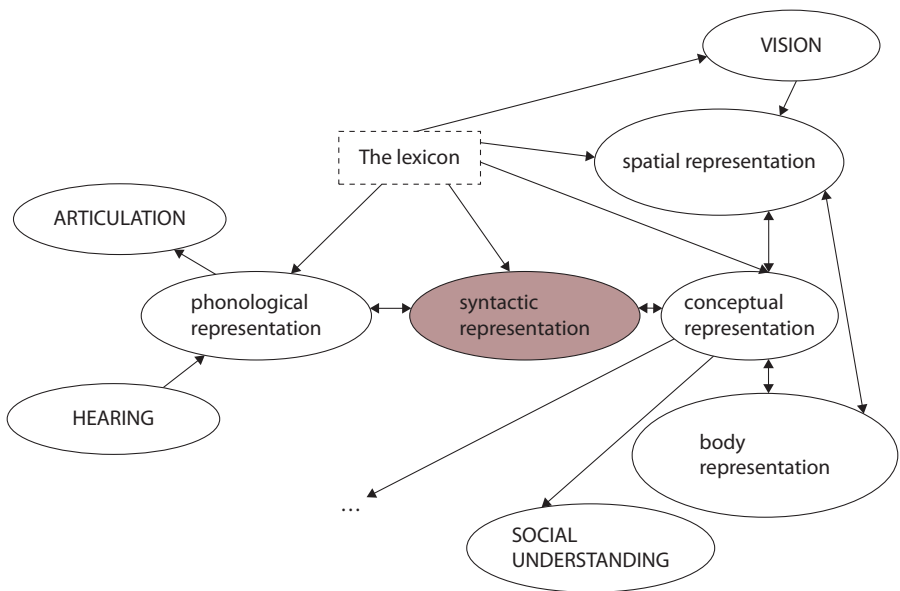 VISION
The lexicon
spatial representation
ARTICULATION
phonological
representation
syntactic
representation
conceptual
representation
HEARING
body
representation
...
SOCIAL
UNDERSTANDING